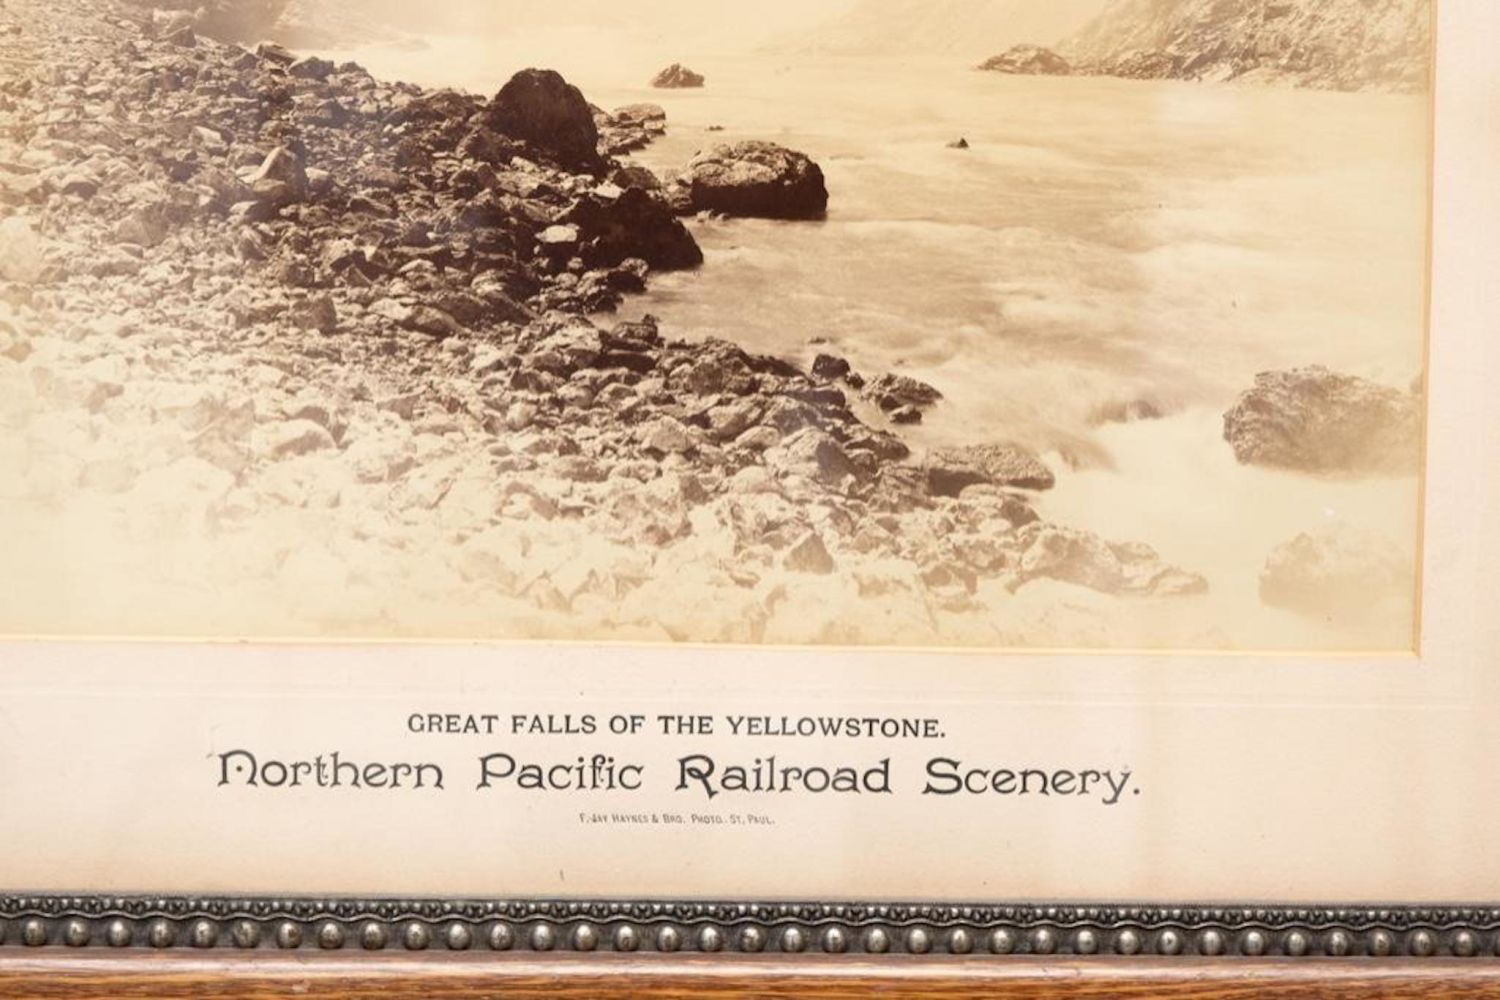 GREAT FALLS OF THE YELLOWSTONE.
Northern Pacific Railroad Scenery.
F. JAY HAYNES & BRO. PHOTO. ST. PAUL.